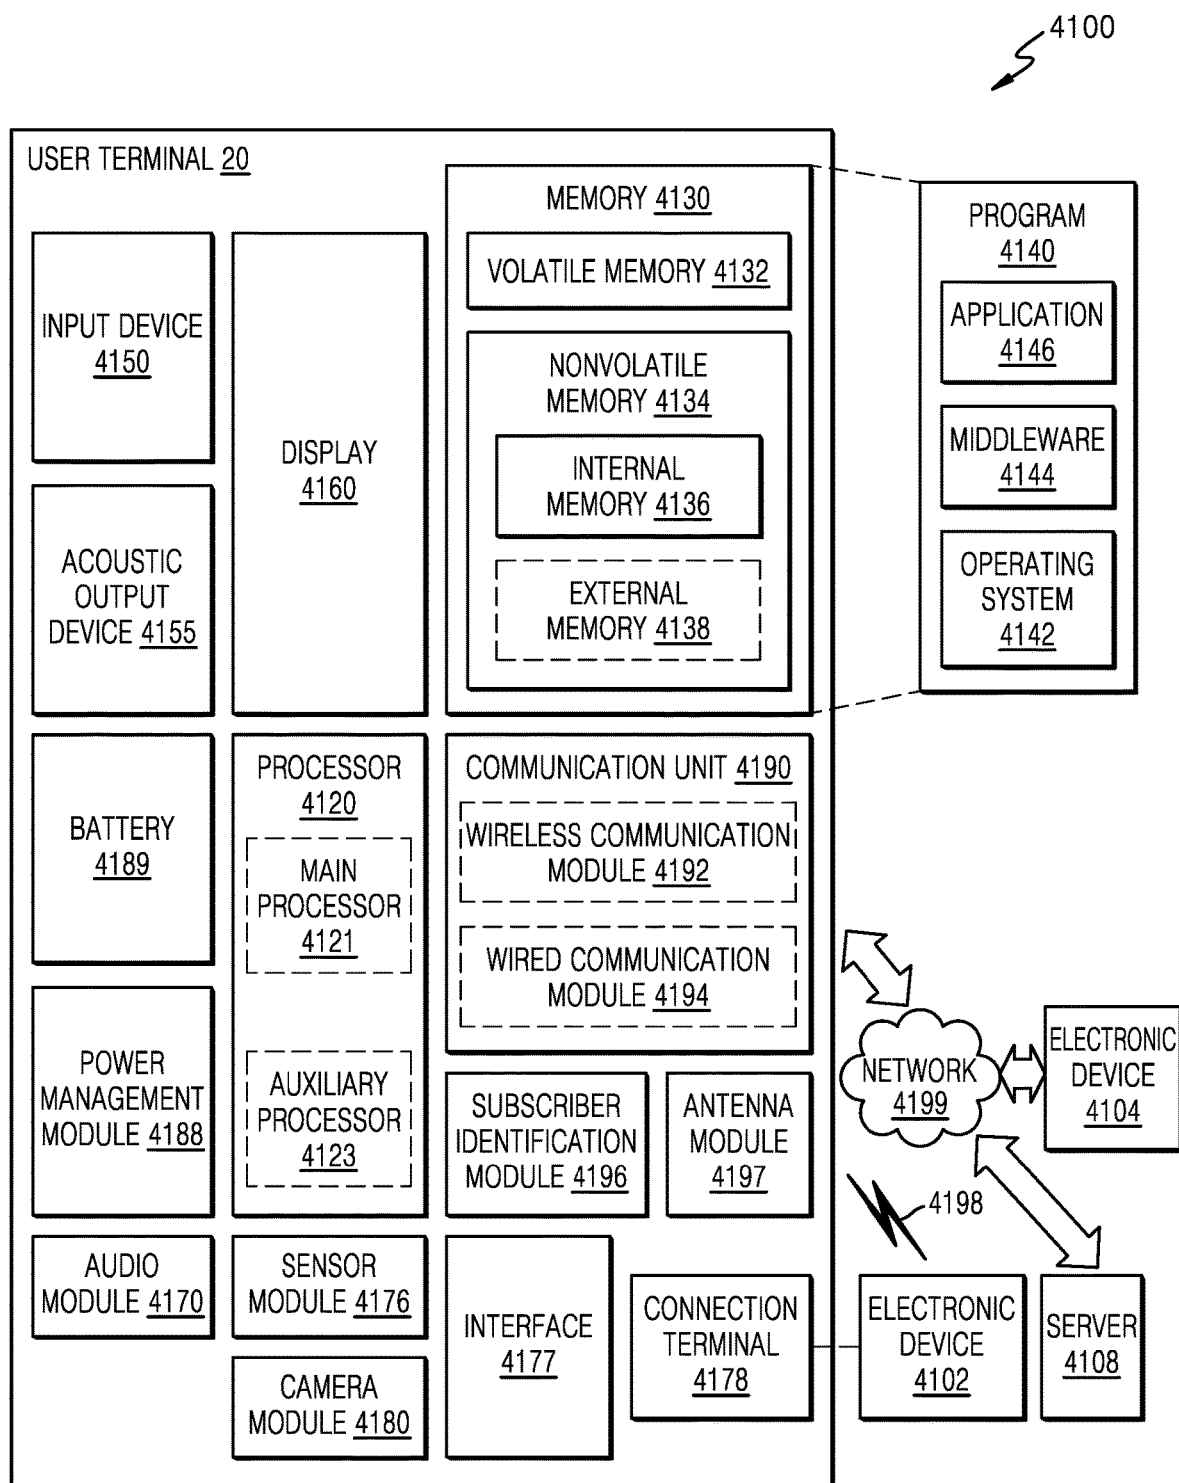 4100
USER TERMINAL 20
MEMORY 4130
VOLATILE MEMORY 4132
NONVOLATILE
MEMORY 4134
INTERNAL
MEMORY 4136
EXTERNAL
MEMORY 4138
PROGRAM
4140
APPLICATION
4146
MIDDLEWARE
4144
OPERATING
SYSTEM
4142
INPUT DEVICE
4150
DISPLAY
4160
ACOUSTIC
OUTPUT
DEVICE 4155
BATTERY
4189
PROCESSOR
4120
MAIN
PROCESSOR
4121
AUXILIARY
PROCESSOR
4123
COMMUNICATION UNIT 4190
WIRELESS COMMUNICATION
MODULE 4192
WIRED COMMUNICATION
MODULE 4194
POWER
MANAGEMENT
MODULE 4188
SUBSCRIBER
IDENTIFICATION
MODULE 4196
ANTENNA
MODULE
4197
NETWORK
4199
ELECTRONIC
DEVICE
4104
4198
AUDIO
MODULE 4170
SENSOR
MODULE 4176
CAMERA
MODULE 4180
INTERFACE
4177
CONNECTION
TERMINAL
4178
ELECTRONIC
DEVICE
4102
SERVER
4108